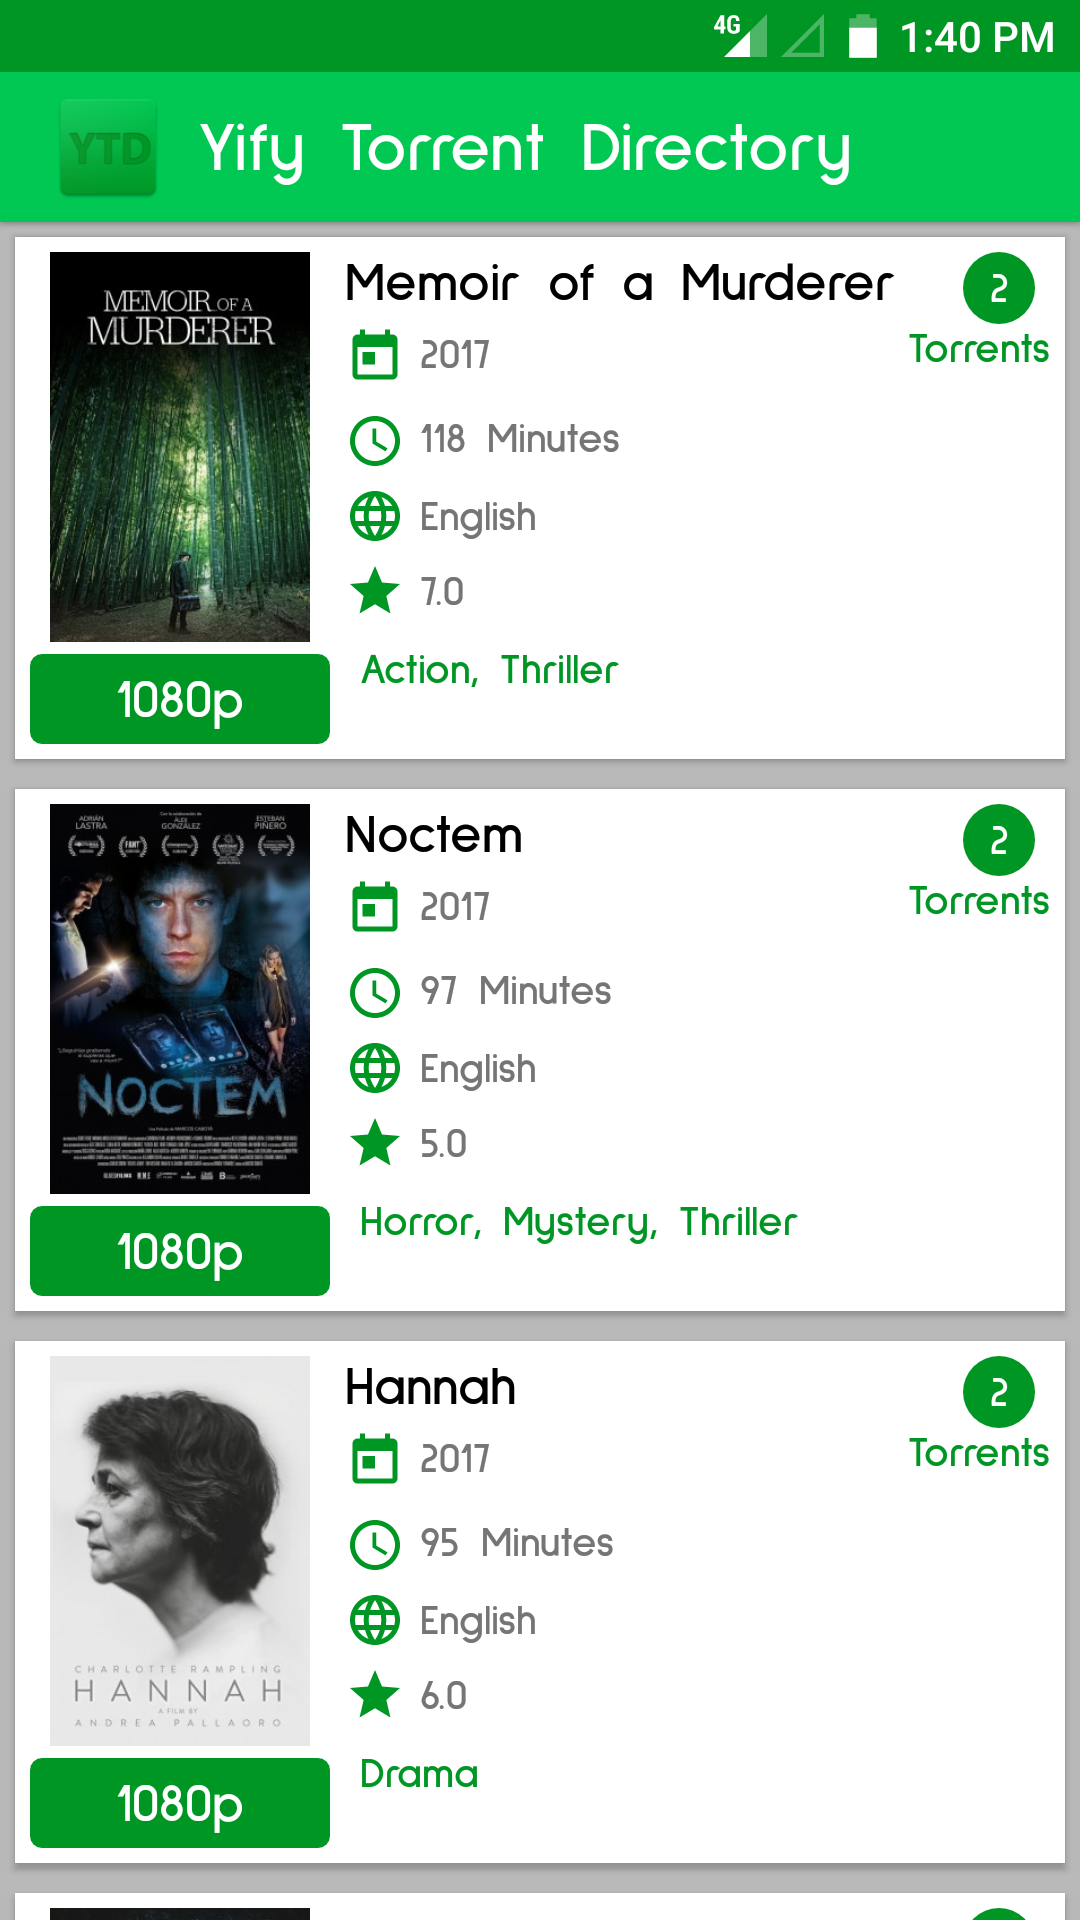 4G 1:40 PM
YTD Yify Torrent Directory
MEMOIR OF A
MURDERER
Memoir of a Murderer
2
Torrents
2017
118 Minutes
English
7.0
Action, Thriller
1080p
ADRIÁN
LASTRA
ÁLEX
GONZÁLEZ
ESTEBAN
PIÑERO
NOCTEM
Noctem
2
Torrents
2017
97 Minutes
English
5.0
Horror, Mystery, Thriller
1080p
CHARLOTTE RAMPLING
HANNAH
A FILM BY
ANDREA PALLAORO
Hannah
2
Torrents
2017
95 Minutes
English
6.0
Drama
1080p